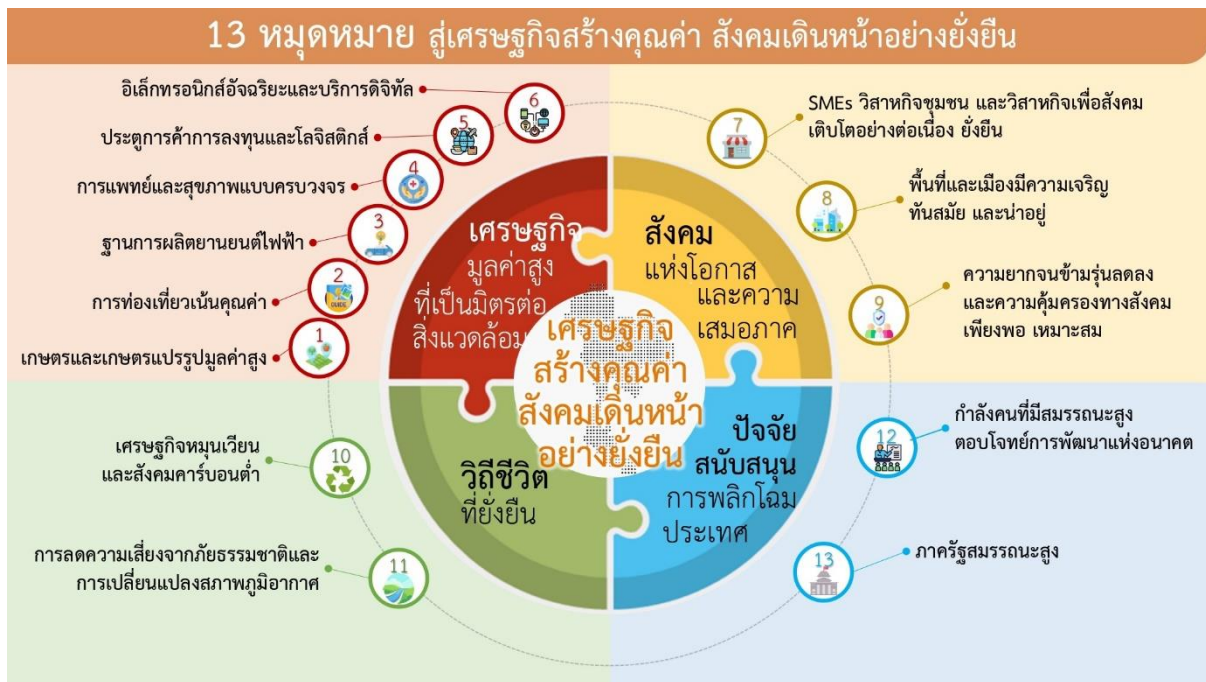 13 หมุดหมาย สู่เศรษฐกิจสร้างคุณค่า สังคมเดินหน้าอย่างยั่งยืน
6
อิเล็กทรอนิกส์อัจฉริยะและบริการดิจิทัล
5
ประตูการค้าการลงทุนและโลจิสติกส์
4
การแพทย์และสุขภาพแบบครบวงจร
3
ฐานการผลิตยานยนต์ไฟฟ้า
2
GUIDE
การท่องเที่ยวเน้นคุณค่า
1
เกษตรและเกษตรแปรรูปมูลค่าสูง
เศรษฐกิจ
มูลค่าสูง
ที่เป็นมิตรต่อ
สิ่งแวดล้อม
สังคม
แห่งโอกาส
และความ
เสมอภาค
7
SMEs วิสาหกิจชุมชน และวิสาหกิจเพื่อสังคม
เติบโตอย่างต่อเนื่อง ยั่งยืน
8
พื้นที่และเมืองมีความเจริญ
ทันสมัย และน่าอยู่
9
ความยากจนข้ามรุ่นลดลง
และความคุ้มครองทางสังคม
เพียงพอ เหมาะสม
เศรษฐกิจ
สร้างคุณค่า
สังคมเดินหน้า
อย่างยั่งยืน
10
เศรษฐกิจหมุนเวียน
และสังคมคาร์บอนต่ำ
11
การลดความเสี่ยงจากภัยธรรมชาติและ
การเปลี่ยนแปลงสภาพภูมิอากาศ
วิถีชีวิต
ที่ยั่งยืน
ปัจจัย
สนับสนุน
การพลิกโฉม
ประเทศ
12
กำลังคนที่มีสมรรถนะสูง
ตอบโจทย์การพัฒนาแห่งอนาคต
13
ภาครัฐสมรรถนะสูง